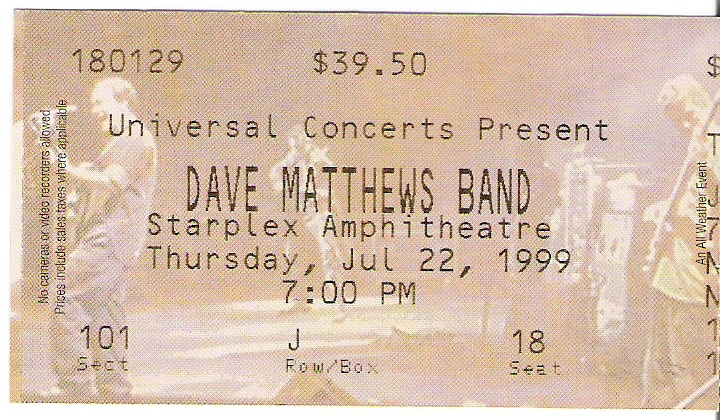 180129 $39.50
Universal Concerts Present
DAVE MATTHEWS BAND
Starplex Amphitheatre
Thursday, Jul 22, 1999
7:00 PM
101 J 18
Sect Row/Box Seat
No cameras or video recorders allowed
Prices include sales taxes where applicable
An All Weather Event
$